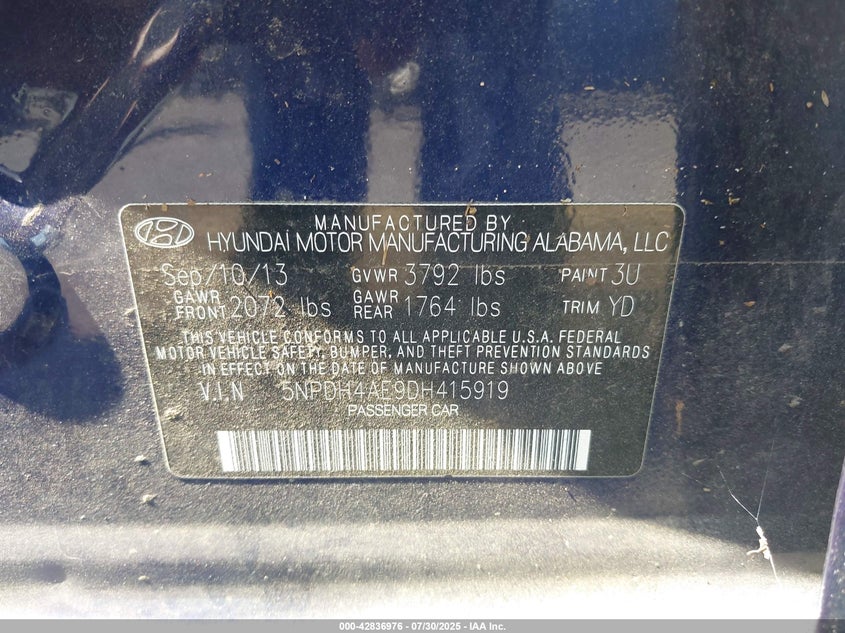 MANUFACTURED BY
HYUNDAI MOTOR MANUFACTURING ALABAMA, LLC
Sep/10/13 GVWR 3792 lbs PAINT 3U
GAWR FRONT 2072 lbs GAWR REAR 1764 lbs TRIM YD
THIS VEHICLE CONFORMS TO ALL APPLICABLE U.S.A. FEDERAL
MOTOR VEHICLE SAFETY, BUMPER, AND THEFT PREVENTION STANDARDS
IN EFFECT ON THE DATE OF MANUFACTURE SHOWN ABOVE
V.I.N 5NPDH4AE9DH415919
PASSENGER CAR
000-42836976 - 07/30/2025 - IAA Inc.